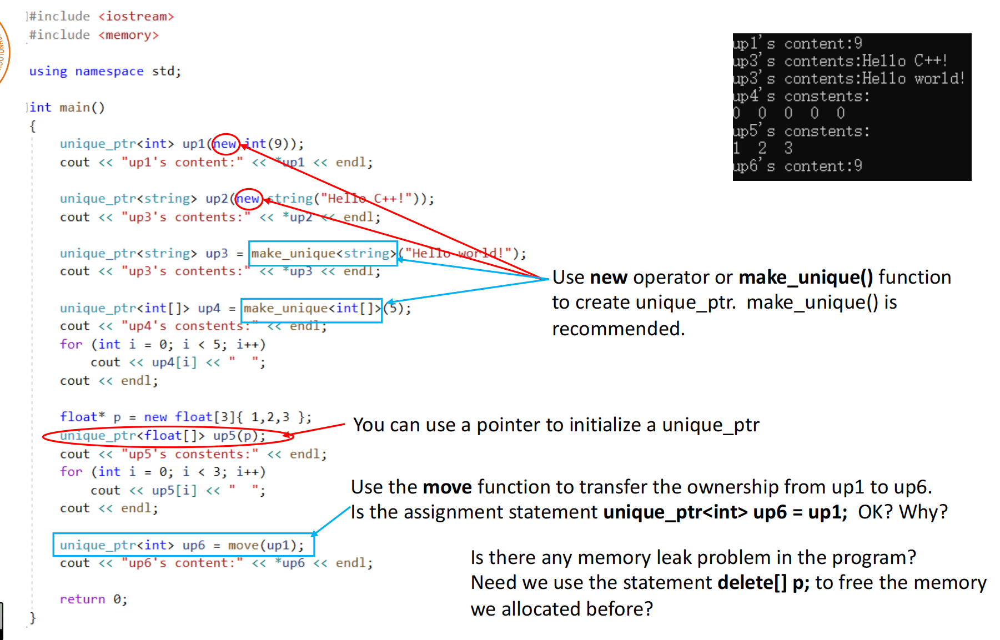 #include <iostream>
#include <memory>
using namespace std;
int main()
{
unique_ptr<int> up1(new int(9));
cout << "up1's content:" << *up1 << endl;
unique_ptr<string> up2(new string("Hello C++!"));
cout << "up3's contents:" << *up2 << endl;
unique_ptr<string> up3 = make_unique<string>("Hello world!");
cout << "up3's contents:" << *up3 << endl;
unique_ptr<int[]> up4 = make_unique<int[]>(5);
cout << "up4's constents:" << endl;
for (int i = 0; i < 5; i++)
cout << up4[i] << "  ";
cout << endl;
float* p = new float[3]{ 1,2,3 };
unique_ptr<float[]> up5(p);
cout << "up5's constents:" << endl;
for (int i = 0; i < 3; i++)
cout << up5[i] << "  ";
cout << endl;
unique_ptr<int> up6 = move(up1);
cout << "up6's content:" << *up6 << endl;
return 0;
}
up1's content:9
up3's contents:Hello C++!
up3's contents:Hello world!
up4's constents:
0  0  0  0  0
up5's constents:
1  2  3
up6's content:9
Use new operator or make_unique() function
to create unique_ptr. make_unique() is
recommended.
You can use a pointer to initialize a unique_ptr
Use the move function to transfer the ownership from up1 to up6.
Is the assignment statement unique_ptr<int> up6 = up1; OK? Why?
Is there any memory leak problem in the program?
Need we use the statement delete[] p; to free the memory
we allocated before?